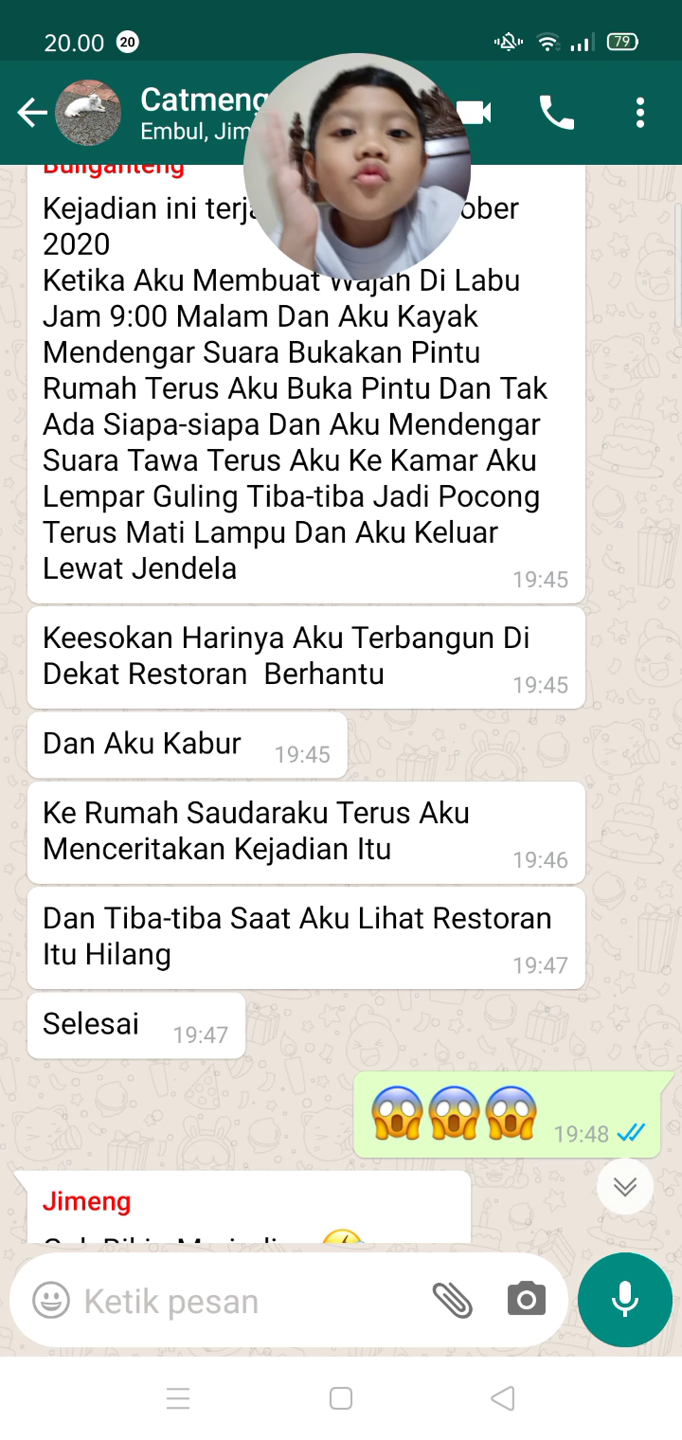 20.00 20 79
Catmeng
Embul, Jim
Buliganteng
Kejadian ini ober
2020
Ketika Aku Membuat Wajah Di Labu
Jam 9:00 Malam Dan Aku Kayak
Mendengar Suara Bukakan Pintu
Rumah Terus Aku Buka Pintu Dan Tak
Ada Siapa-siapa Dan Aku Mendengar
Suara Tawa Terus Aku Ke Kamar Aku
Lempar Guling Tiba-tiba Jadi Pocong
Terus Mati Lampu Dan Aku Keluar
Lewat Jendela
19:45
Keesokan Harinya Aku Terbangun Di
Dekat Restoran Berhantu
19:45
Dan Aku Kabur 19:45
Ke Rumah Saudaraku Terus Aku
Menceritakan Kejadian Itu
19:46
Dan Tiba-tiba Saat Aku Lihat Restoran
Itu Hilang
19:47
Selesai 19:47
19:48
Jimeng
Ketik pesan